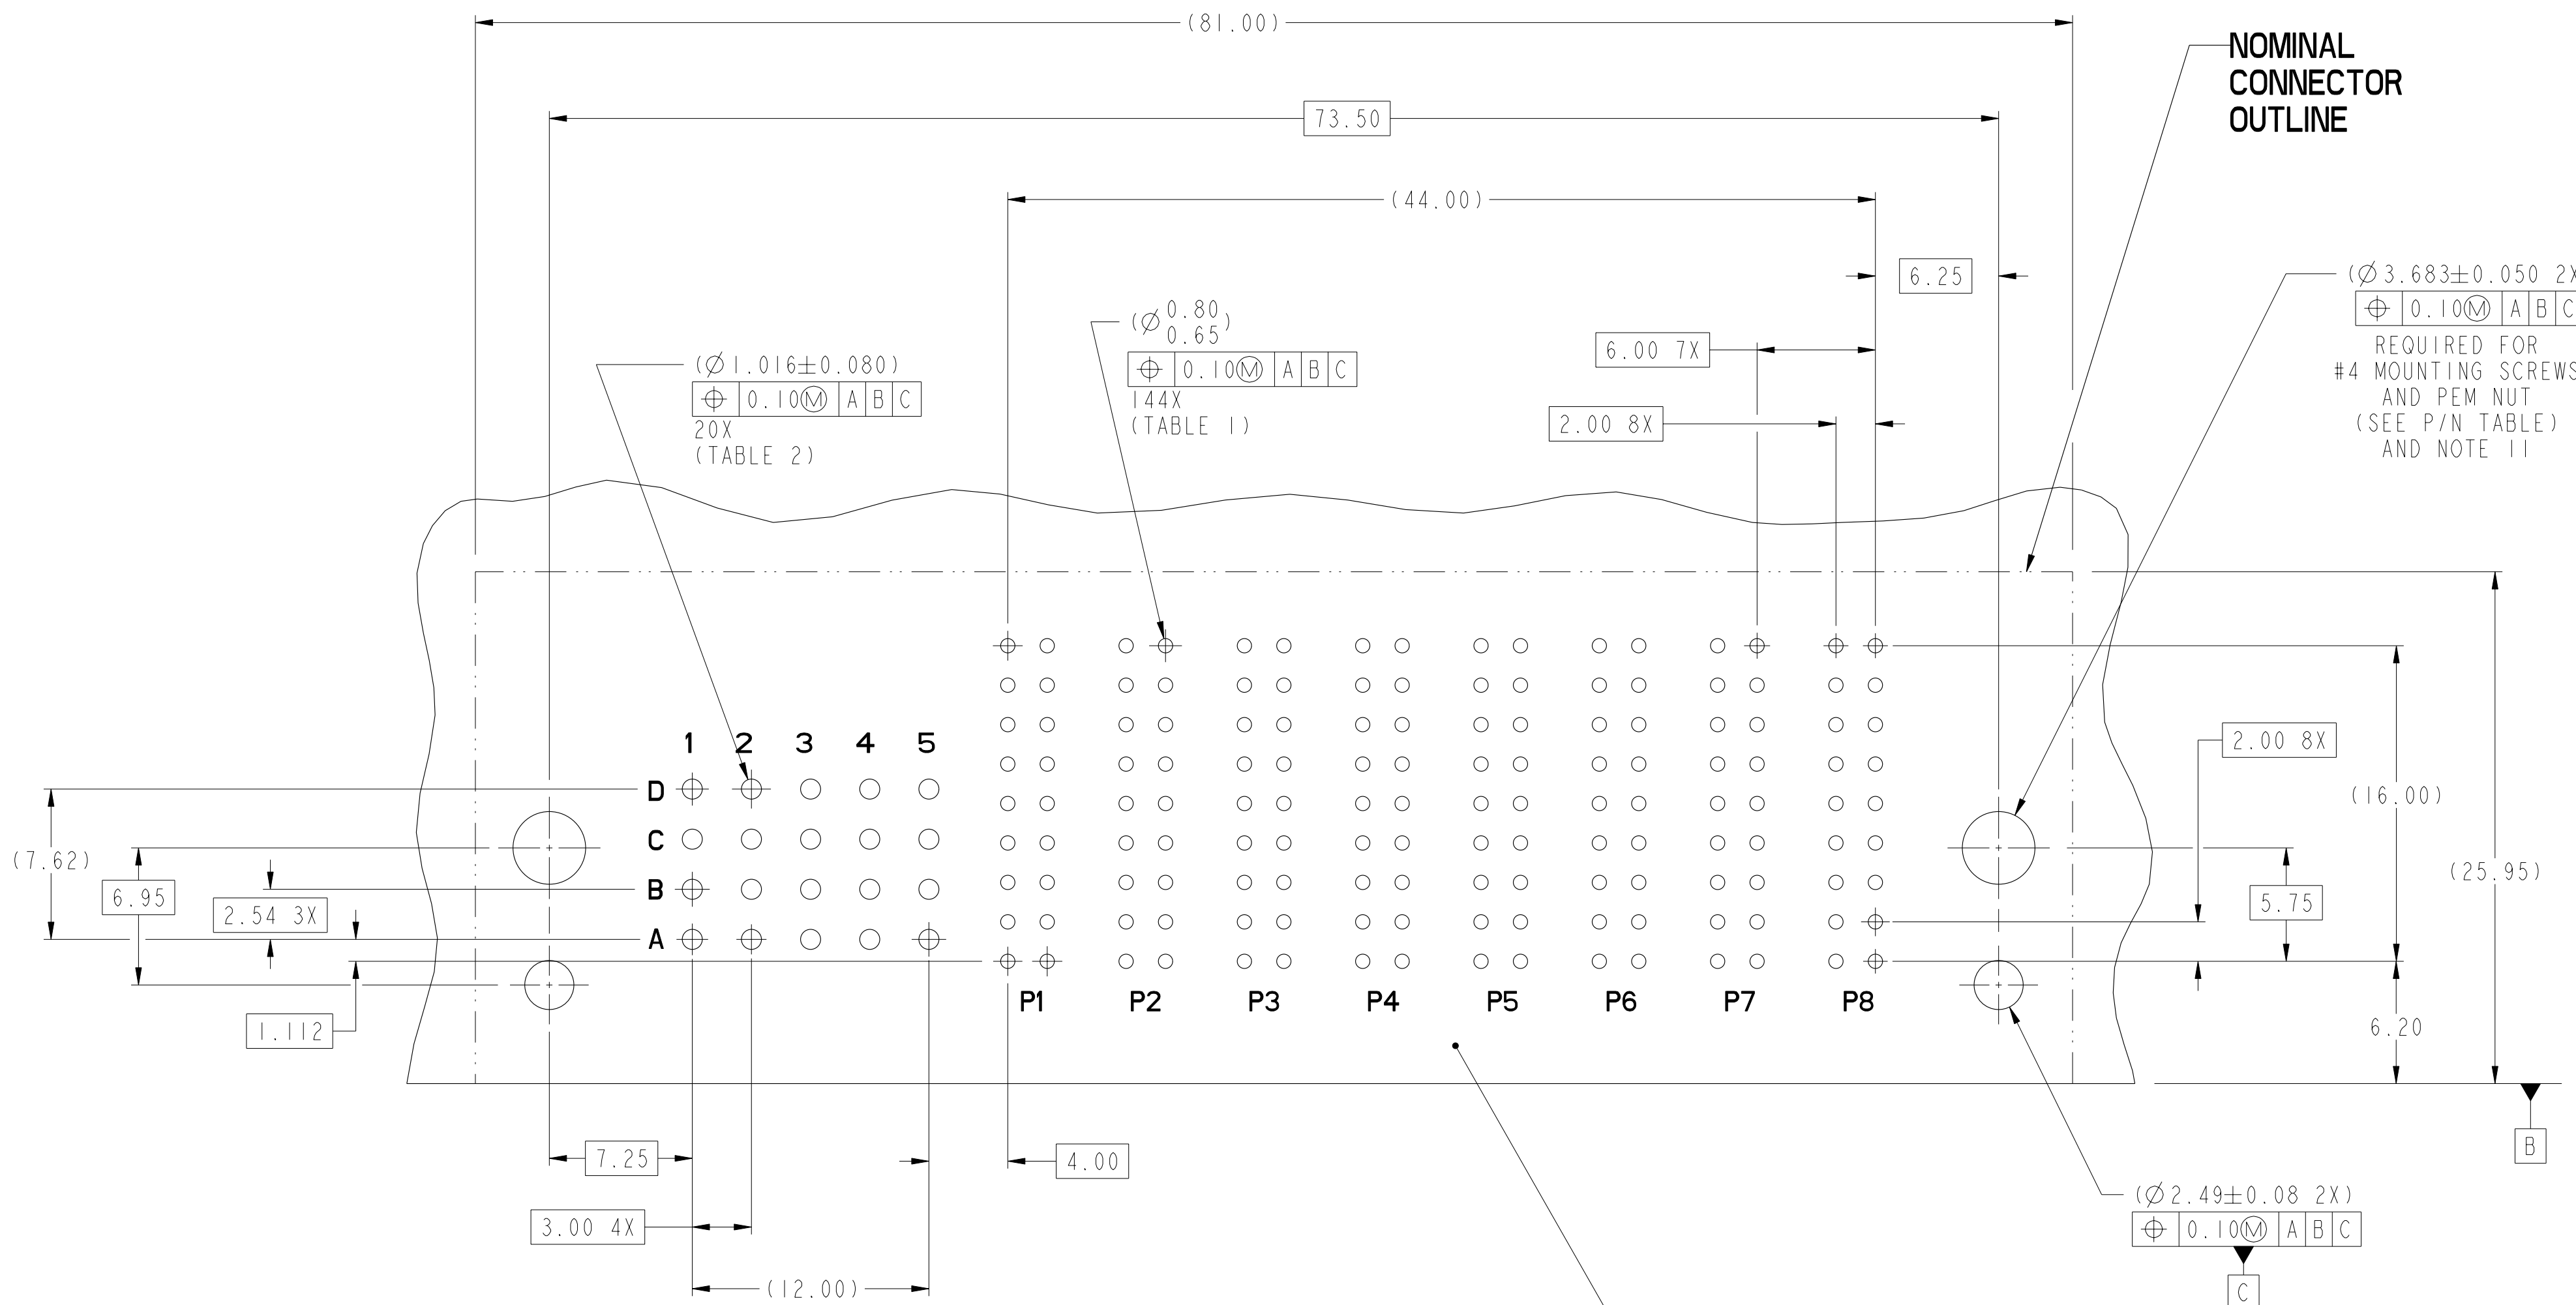 (81.00)
NOMINAL
CONNECTOR
OUTLINE
73.50
(44.00)
6.25
(Ø3.683±0.050 2X
⌖ 0.10Ⓜ A B C
REQUIRED FOR
#4 MOUNTING SCREWS
AND PEM NUT
(SEE P/N TABLE)
AND NOTE 11
(Ø 0.80
0.65)
⌖ 0.10Ⓜ A B C
144X
(TABLE 1)
6.00 7X
2.00 8X
(Ø1.016±0.080)
⌖ 0.10Ⓜ A B C
20X
(TABLE 2)
1 2 3 4 5
D
C
B
A
2.00 8X
(16.00)
(25.95)
5.75
6.20
(7.62)
6.95
2.54 3X
1.112
P1 P2 P3 P4 P5 P6 P7 P8
7.25
4.00
3.00 4X
(12.00)
B
(Ø2.49±0.08 2X)
⌖ 0.10Ⓜ A B C
C